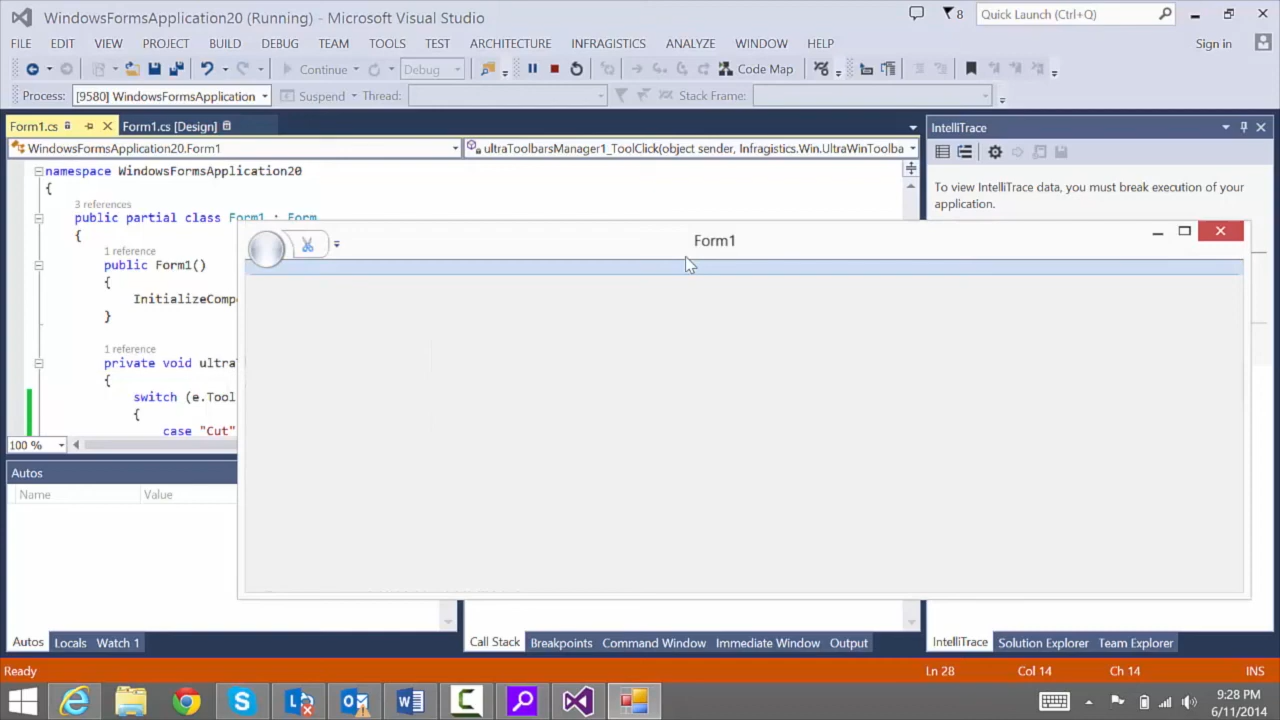 WindowsFormsApplication20 (Running) - Microsoft Visual Studio
8
Quick Launch (Ctrl+Q)
FILE EDIT VIEW PROJECT BUILD DEBUG TEAM TOOLS TEST ARCHITECTURE INFRAGISTICS ANALYZE WINDOW HELP
Sign in
Continue
Debug
Code Map
Process: [9580] WindowsFormsApplication
Suspend
Thread:
Stack Frame:
Form1.cs
Form1.cs [Design]
IntelliTrace
WindowsFormsApplication20.Form1
ultraToolbarsManager1_ToolClick(object sender, Infragistics.Win.UltraWinToolba
namespace WindowsFormsApplication20
{
3 references
public partial class Form1 : Form
{
1 reference
public Form1()
{
InitializeCompo
}
1 reference
private void ultra
{
switch (e.Tool
{
case "Cut"
100 %
To view IntelliTrace data, you must break execution of your
application.
Form1
Autos
Name Value
Autos Locals Watch 1
Call Stack Breakpoints Command Window Immediate Window Output
IntelliTrace Solution Explorer Team Explorer
Ready
Ln 28 Col 14 Ch 14 INS
9:28 PM
6/11/2014